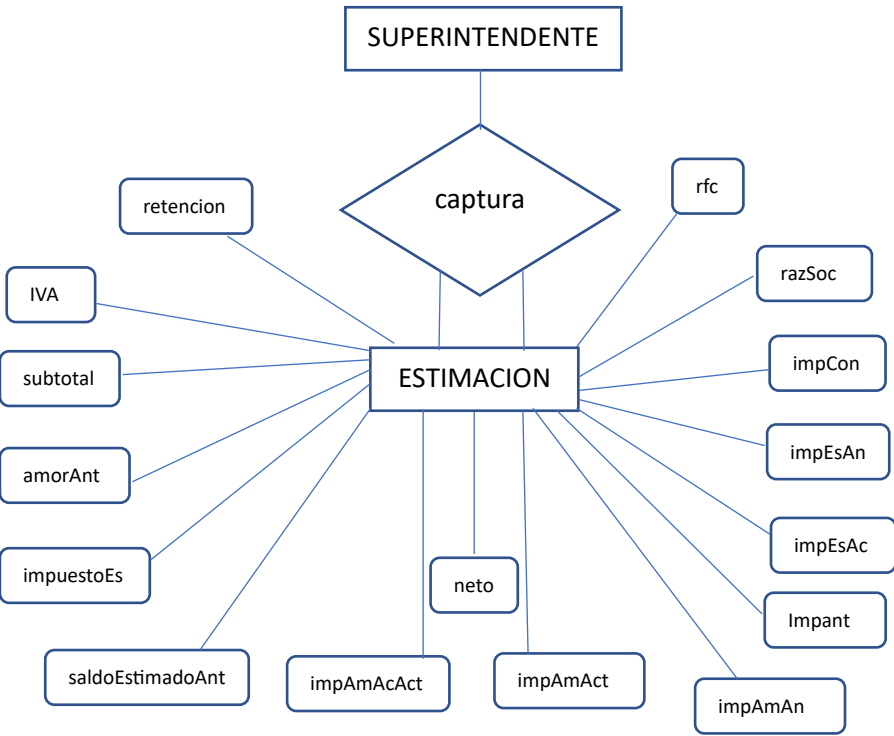 SUPERINTENDENTE
captura
rfc
retencion
razSoc
IVA
impCon
subtotal
ESTIMACION
impEsAn
amorAnt
impEsAc
impuestoEs
neto
Impant
saldoEstimadoAnt
impAmAcAct
impAmAct
impAmAn